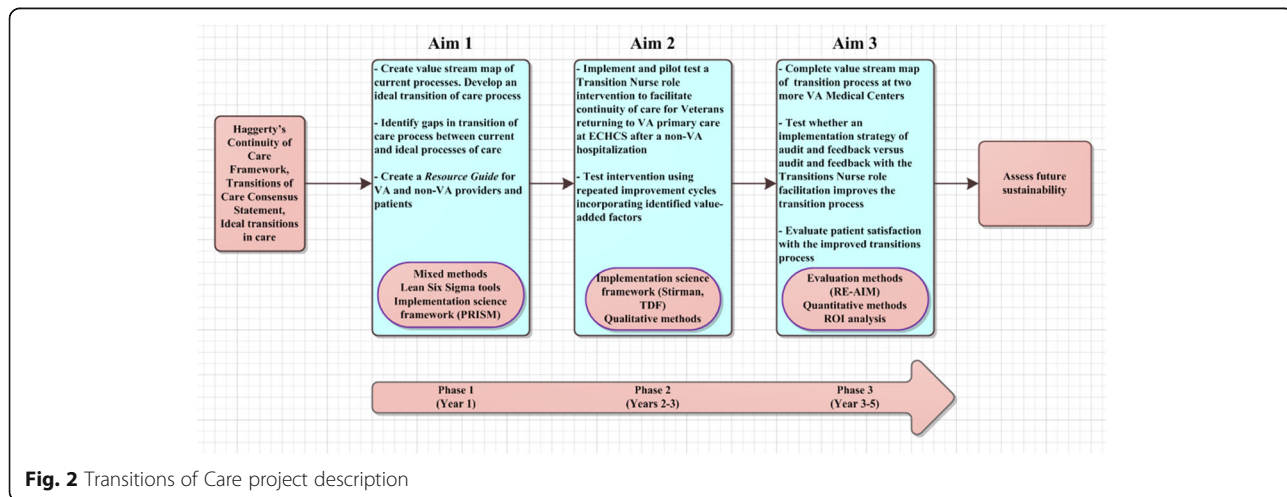 Haggerty's
Continuity of
Care
Framework,
Transitions of
Care Consensus
Statement,
Ideal transitions
in care
Aim 1
- Create value stream map of
current processes. Develop an
ideal transition of care process
- Identify gaps in transition of
care process between current
and ideal processes of care
- Create a Resource Guide for
VA and non-VA providers and
patients
Mixed methods
Lean Six Sigma tools
Implementation science
framework (PRISM)
Aim 2
- Implement and pilot test a
Transition Nurse role
intervention to facilitate
continuity of care for Veterans
returning to VA primary care
at ECHCS after a non-VA
hospitalization
- Test intervention using
repeated improvement cycles
incorporating identified value-
added factors
Implementation science
framework (Stirman,
TDF)
Qualitative methods
Aim 3
- Complete value stream map
of transition process at two
more VA Medical Centers
- Test whether an
implementation strategy of
audit and feedback versus
audit and feedback with the
Transitions Nurse role
facilitation improves the
transition process
- Evaluate patient satisfaction
with the improved transitions
process
Evaluation methods
(RE-AIM)
Quantitative methods
ROI analysis
Assess future
sustainability
Phase 1
(Year 1)
Phase 2
(Years 2-3)
Phase 3
(Year 3-5)
Fig. 2 Transitions of Care project description